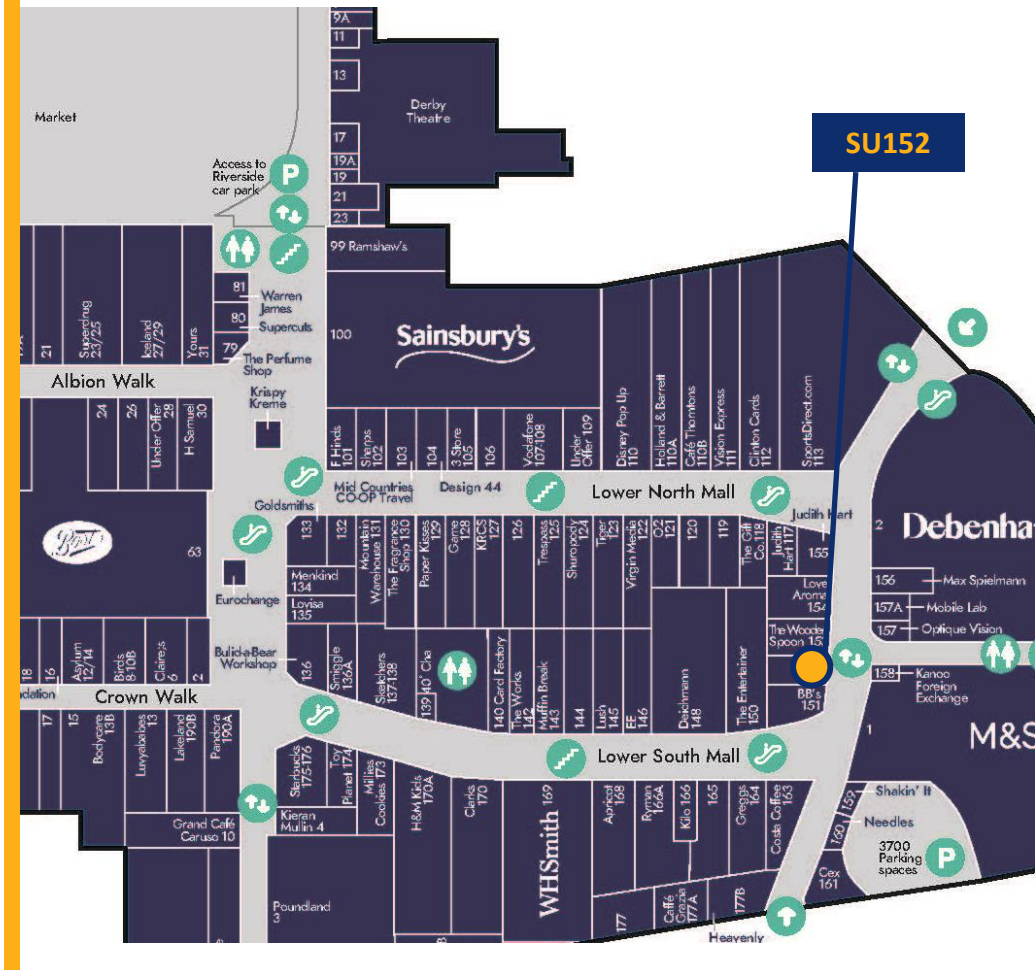 9A
11
13
Derby
Theatre
Market
17
19A
19
21
23
Access to
Riverside
car park
P
SU152
99 Ramshaw's
81
Warren
James
80
Supercuts
79
The Perfume
Shop
21
Superdrug
23/25
Iceland
27/29
Yours
31
Albion Walk
Krispy
Kreme
100
Sainsbury's
24
26
Under Offer
28
H Samuel
30
Hinds
101
Sharps
102
103
104
3 Store
105
106
Vodafone
107-108
Under
Offer 109
Disney Pop Up
110
Holland & Barrett
110A
Café Thorntons
110B
Vision Express
111
Clinton Cards
112
SportsDirect.com
113
Mid Countries
CO-OP Travel
Design 44
Lower North Mall
Goldsmiths
Judith Hart
Boots
63
133
132
Mountain
Warehouse 131
The Fragrance
Shop 130
Paper Kisses
129
Game
128
KRCS
127
126
Trespass
125
Shuropody
124
Tiger
123
Virgin Media
122
O2
121
120
119
The Gift
Co.118
Judith
Hart 117
155
2
Debenha
Menkind
134
Lovisa
135
Eurochange
Love
Aroma
154
156
Max Spielmann
157A
Mobile Lab
157
Optique Vision
The Wooden
Spoon 153
Build-a-Bear
Workshop
136
Smiggle
136A
Sketchers
137-138
139
40° Cha
140 Card Factory
The Works
142
Muffin Break
143
144
Lush
145
EE
146
Deichmann
148
The Entertainer
150
BB's
151
158
Kanoo
Foreign
Exchange
18
16
Asylum
12/14
Birds
8-10B
Claire;s
6
2
ndation
Crown Walk
17
15
Bodycare
13B
Luvyababes
13
Lakeland
190B
Pandora
190A
1
M&S
Lower South Mall
Starbucks
175-176
Toy
Planet 174
Millies
Cookies 173
H&M Kids
170A
Clarks
170
WHSmith 169
Apricot
168
Ryman
166A
Kilo 166
165
Greggs
164
Costa Coffee
163
159
Shakin' It
160
Needles
3700
Parking
spaces
P
Grand Café
Caruso 10
Kieran
Mullin 4
Cex
161
Poundland
3
177
Caffé
Grazia
177A
177B
Heavenly